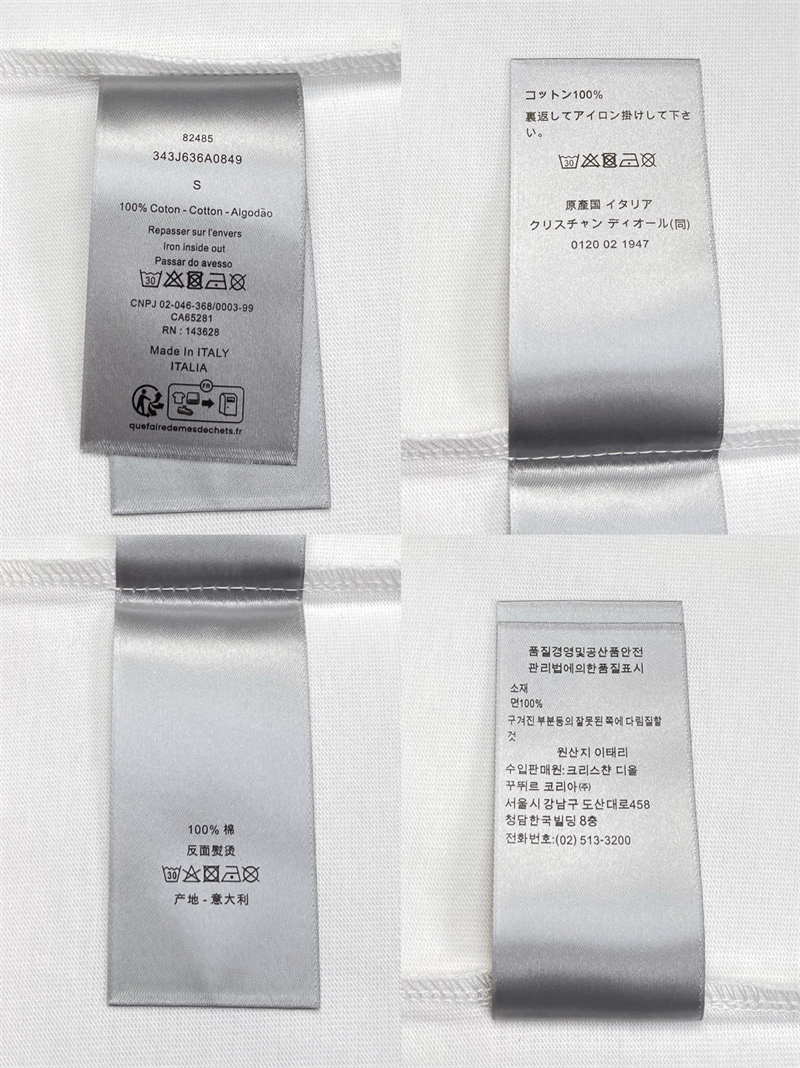 82485
343J636A0849
S
100% Coton - Cotton - Algodão
Repasser sur l'envers
Iron inside out
Passar do avesso
30
CNPJ 02-046-368/0003-99
CA65281
RN : 143628
Made In ITALY
ITALIA
FR
quefairedemesdechets.fr
コットン100%
裏返してアイロン掛けして下さ
い。
30
原産国 イタリア
クリスチャン ディオール(同)
0120 02 1947
100% 棉
反面熨烫
30
产地 - 意大利
품질경영및공산품안전
관리법에의한품질표시
소재
면100%
구겨진 부분등의 잘못된 쪽에 다림질할
것
원산지 이태리
수입판매원:크리스챤 디올
꾸뛰르 코리아㈜
서울시 강남구 도산대로458
청담한국빌딩 8층
전화번호:(02) 513-3200